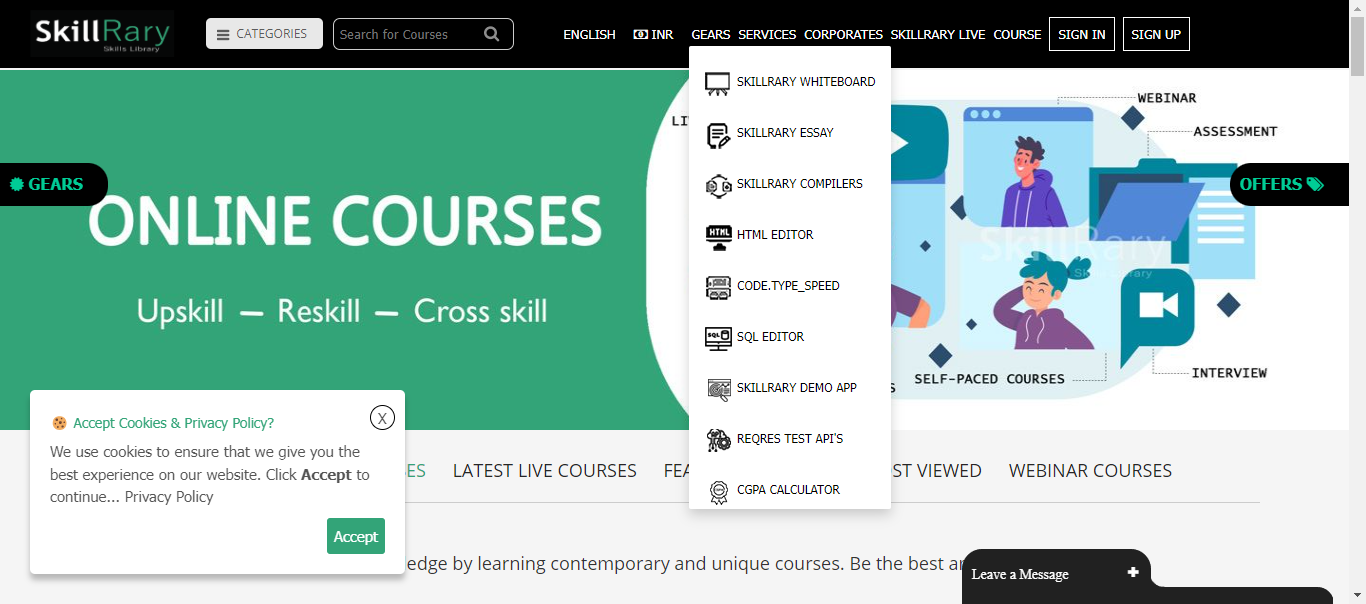 SkillRary
Skills Library
CATEGORIES
Search for Courses
ENGLISH
INR
GEARS
SERVICES
CORPORATES
SKILLRARY LIVE
COURSE
SIGN IN
SIGN UP
SKILLRARY WHITEBOARD
SKILLRARY ESSAY
SKILLRARY COMPILERS
HTML
HTML EDITOR
CODE.TYPE_SPEED
SQL
SQL EDITOR
SKILLRARY DEMO APP
REQRES TEST API'S
CGPA CALCULATOR
GEARS
OFFERS
ONLINE COURSES
Upskill — Reskill — Cross skill
LI
WEBINAR
ASSESSMENT
SkillRary
Skills Library
SELF-PACED COURSES
INTERVIEW
Accept Cookies & Privacy Policy?
X
We use cookies to ensure that we give you the
best experience on our website. Click Accept to
continue... Privacy Policy
Accept
ES
LATEST LIVE COURSES
FEA
ST VIEWED
WEBINAR COURSES
edge by learning contemporary and unique courses. Be the best a
Leave a Message